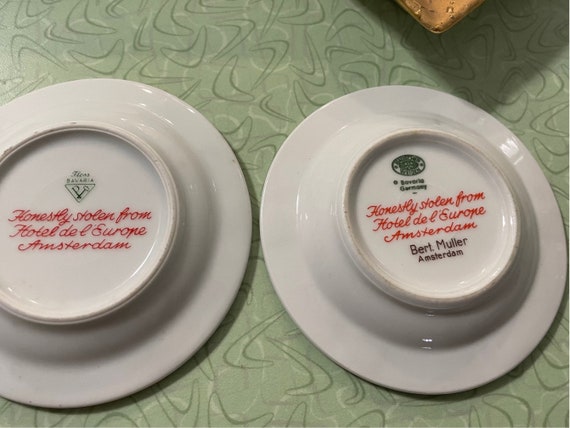 BAVARIA
Honestly stolen from
Hotel de l'Europe
Amsterdam
Bavaria
Germany
Honestly stolen from
Hotel de l'Europe
Amsterdam
Bert. Muller
Amsterdam